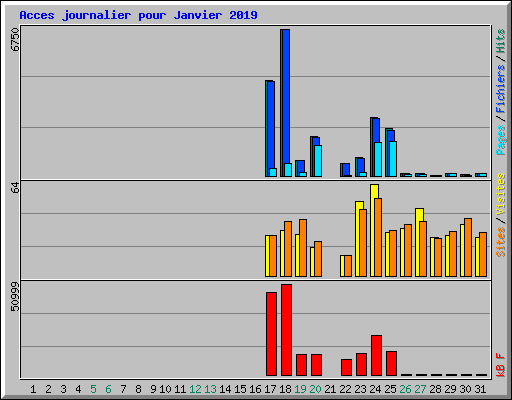 Acces journalier pour Janvier 2019
6750
64
50999
Pages / Fichiers / Hits
Sites / Visites
kB F
1 2 3 4 5 6 7 8 9 10 11 12 13 14 15 16 17 18 19 20 21 22 23 24 25 26 27 28 29 30 31